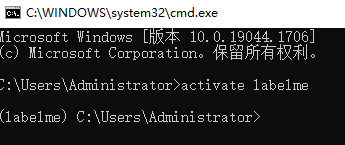 C:\WINDOWS\system32\cmd.exe
Microsoft Windows [版本 10.0.19044.1706]
(c) Microsoft Corporation。保留所有权利。
C:\Users\Administrator>activate labelme
(labelme) C:\Users\Administrator>